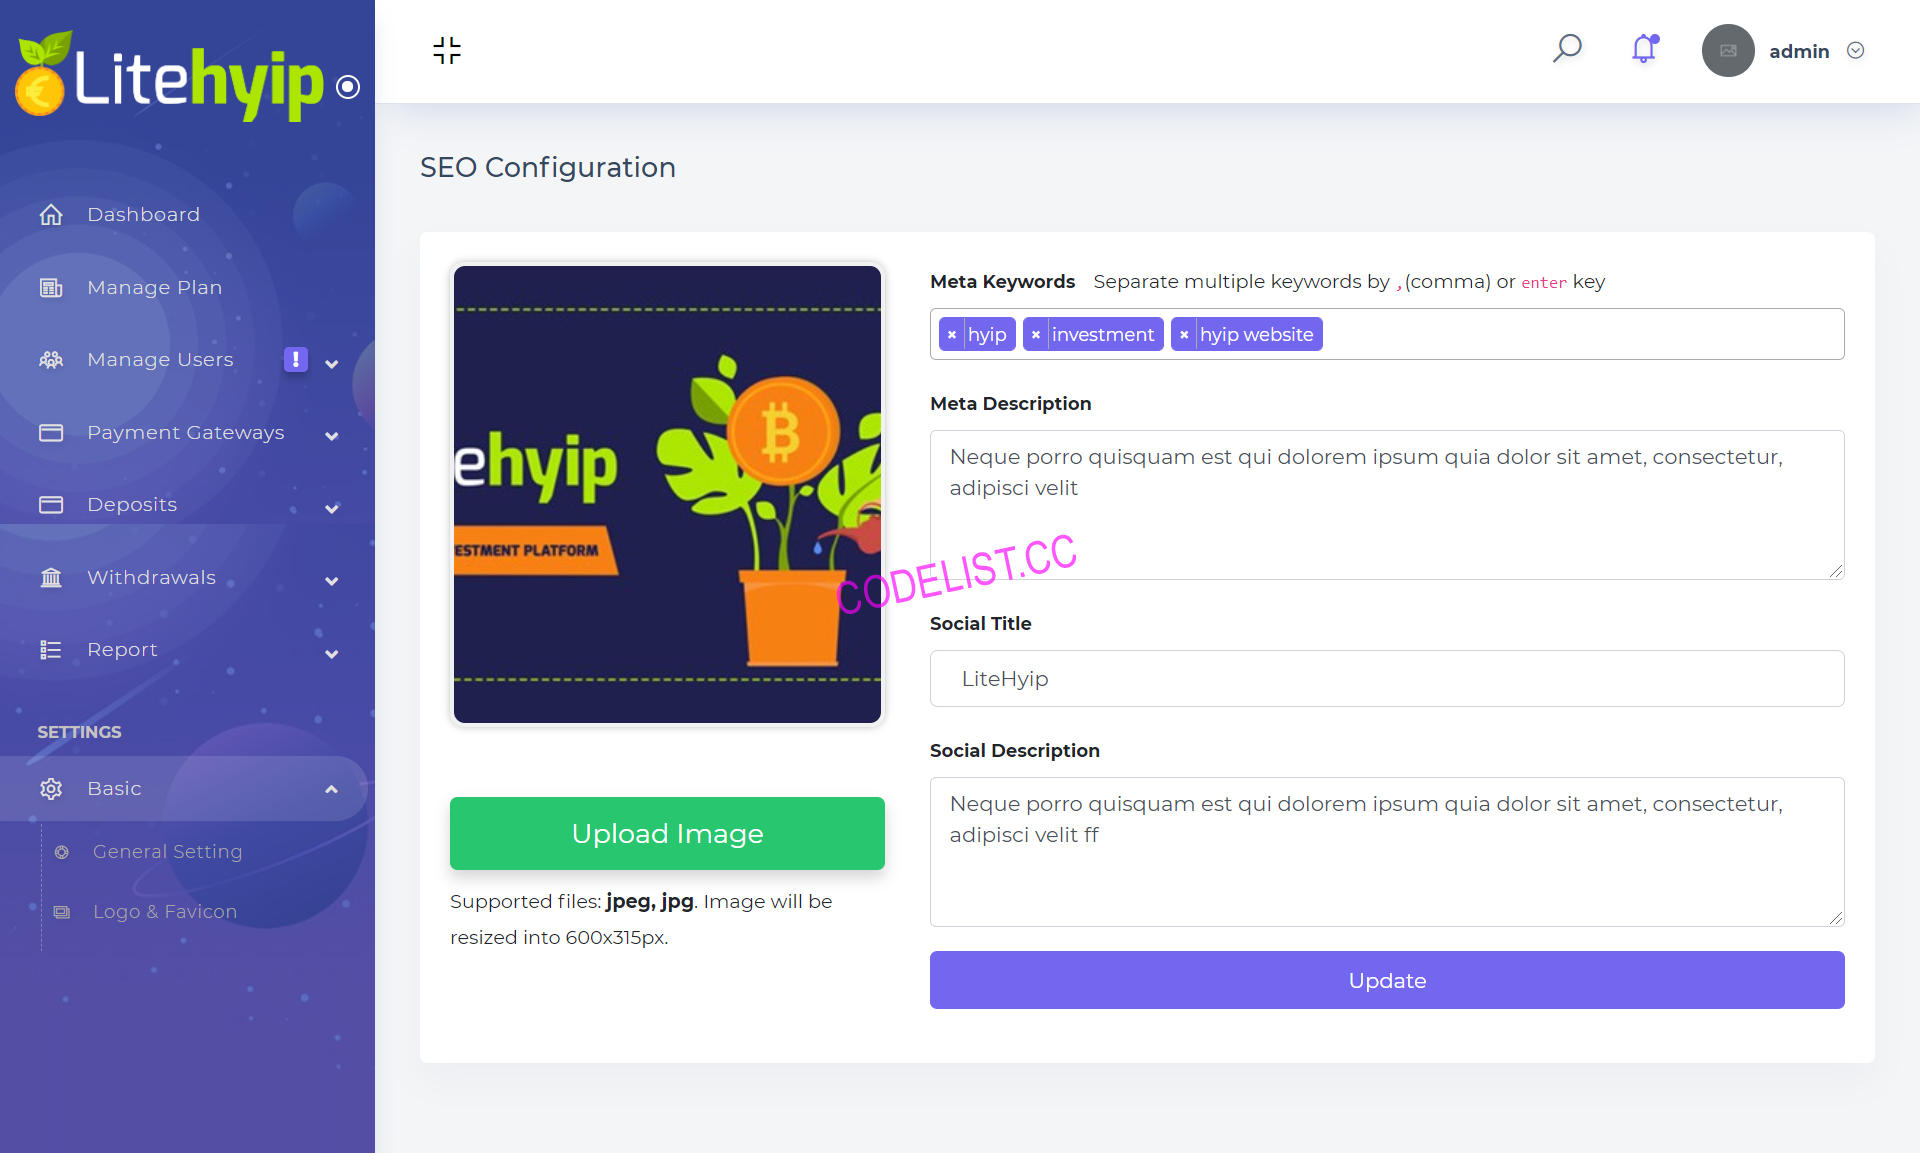 Litehyip
admin
SEO Configuration
Dashboard
Manage Plan
Manage Users
!
Payment Gateways
Deposits
Withdrawals
Report
SETTINGS
Basic
General Setting
Logo & Favicon
ehyip
ESTMENT PLATFORM
Upload Image
Supported files: jpeg, jpg. Image will be
resized into 600x315px.
Meta Keywords Separate multiple keywords by ,(comma) or enter key
× hyip × investment × hyip website
Meta Description
Neque porro quisquam est qui dolorem ipsum quia dolor sit amet, consectetur,
adipisci velit
CODELIST.CC
Social Title
LiteHyip
Social Description
Neque porro quisquam est qui dolorem ipsum quia dolor sit amet, consectetur,
adipisci velit ff
Update